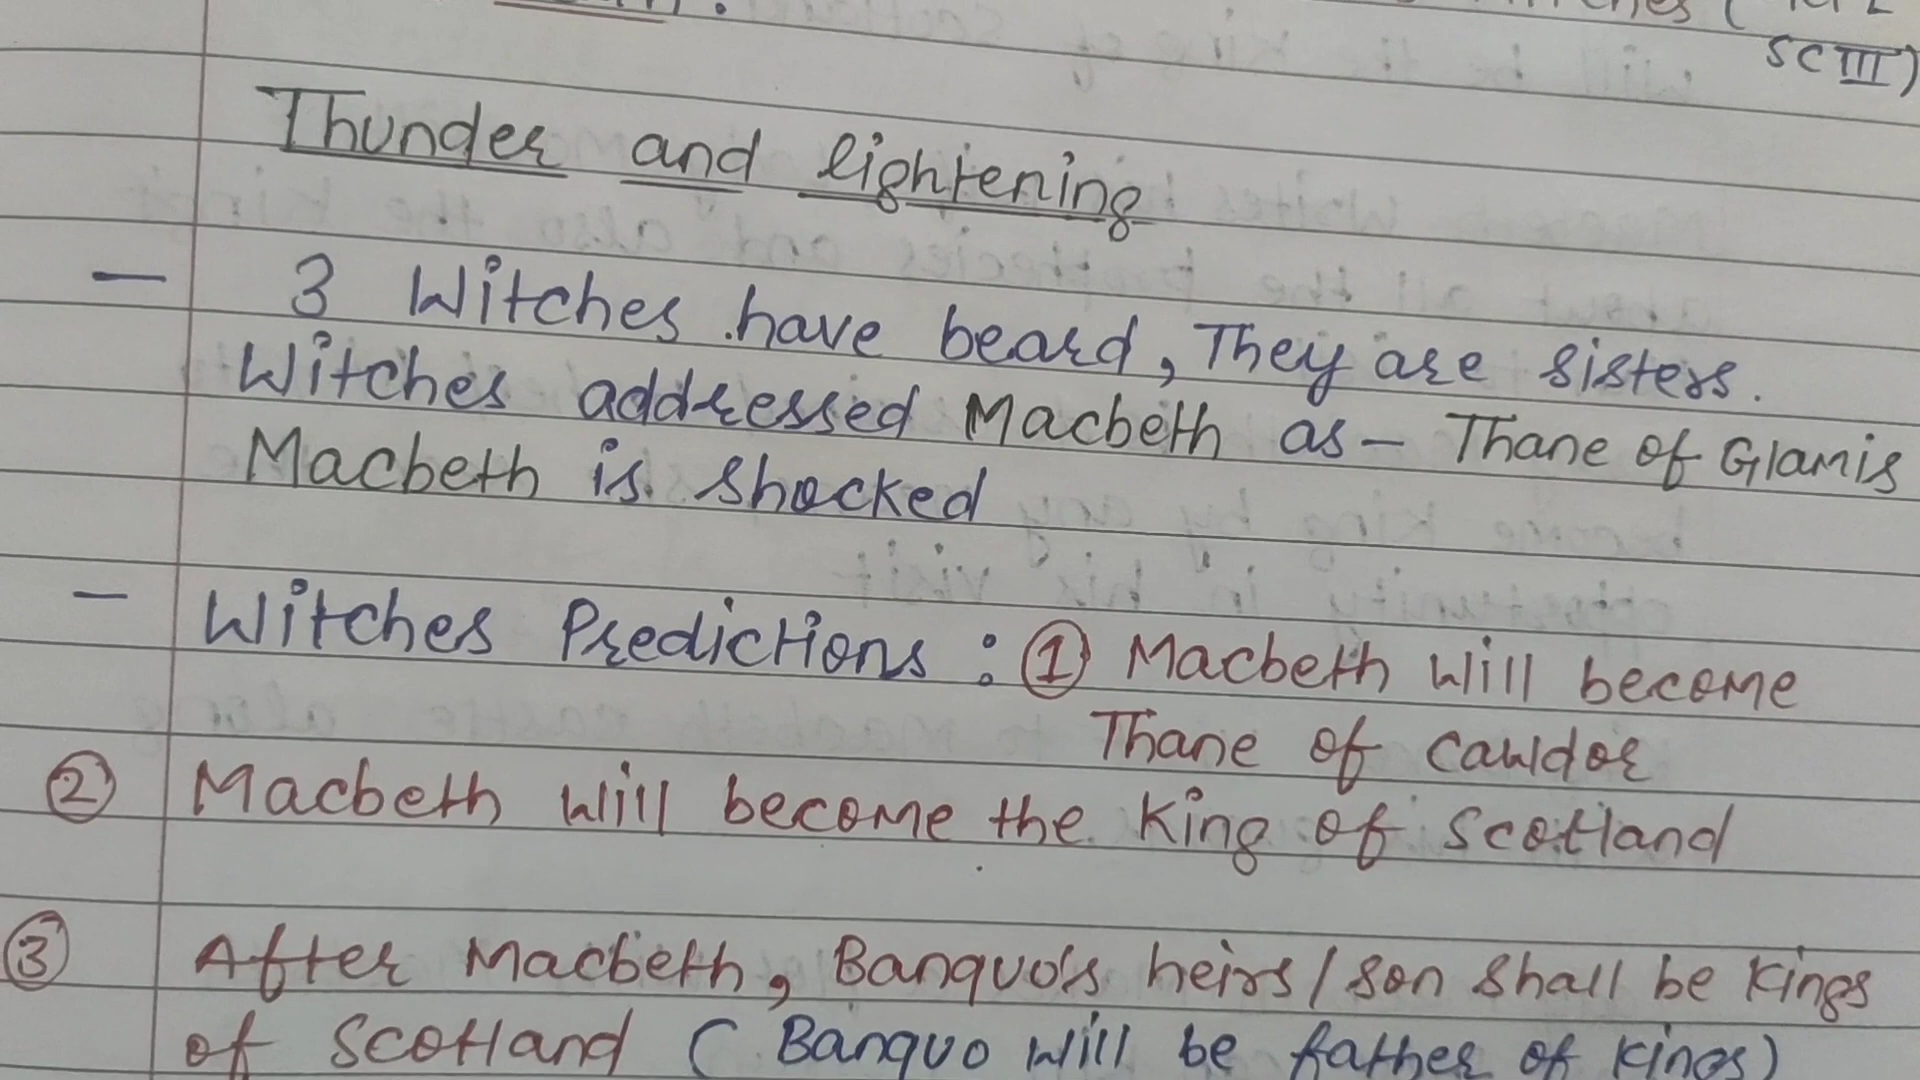 SC III)
Thunder and lightening
— 3 Witches have beard, They are sisters.
Witches addressed Macbeth as — Thane of Glamis
Macbeth is shocked
— Witches Predictions : ① Macbeth will become
Thane of cawdor
② Macbeth will become the King of Scotland
③ After Macbeth, Banquo's heirs / son shall be kings
of Scotland ( Banquo will be father of kings)